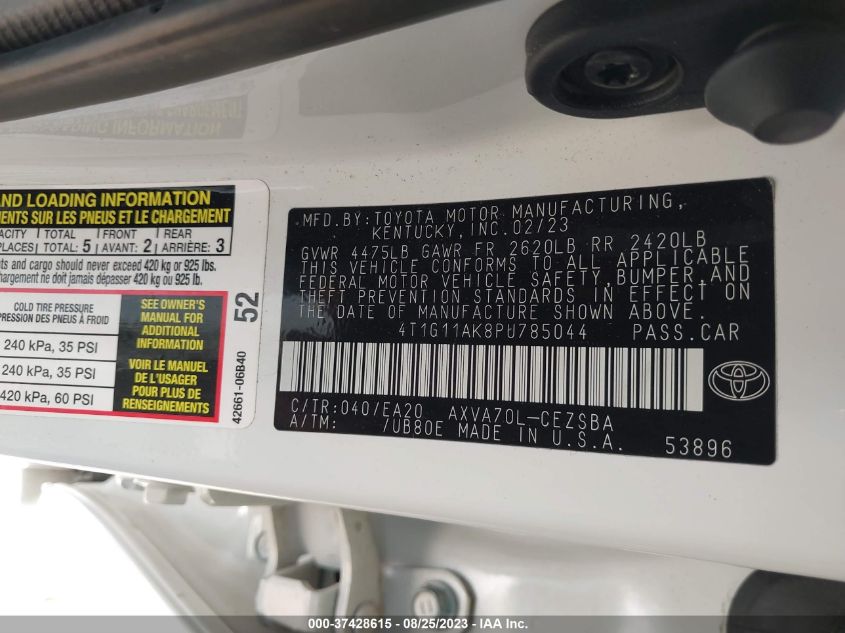 AND LOADING INFORMATION
MENTS SUR LES PNEUS ET LE CHARGEMENT
ACITY TOTAL FRONT REAR
PLACES TOTAL: 5 AVANT: 2 ARRIÈRE: 3
nts and cargo should never exceed 420 kg or 925 lbs.
chargement ne doit jamais dépasser 420 kg ou 925 lb.
COLD TIRE PRESSURE
PRESSION DES PNEUS À FROID
240 kPa, 35 PSI
240 kPa, 35 PSI
420 kPa, 60 PSI
SEE OWNER'S
MANUAL FOR
ADDITIONAL
INFORMATION
VOIR LE MANUEL
DE L'USAGER
POUR PLUS DE
RENSEIGNEMENTS
52
42661-06B40
MFD.BY:TOYOTA MOTOR MANUFACTURING,
KENTUCKY,INC.02/23
GVWR 4475LB GAWR FR 2620LB RR 2420LB
THIS VEHICLE CONFORMS TO ALL APPLICABLE
FEDERAL MOTOR VEHICLE SAFETY,BUMPER,AND
THEFT PREVENTION STANDARDS IN EFFECT ON
THE DATE OF MANUFACTURE SHOWN ABOVE.
4T1G11AK8PU785044 PASS.CAR
C/TR:040/EA20 AXVA70L-CEZSBA
A/TM: /UB80E MADE IN U.S.A.
53896
000-37428615 - 08/25/2023 - IAA Inc.